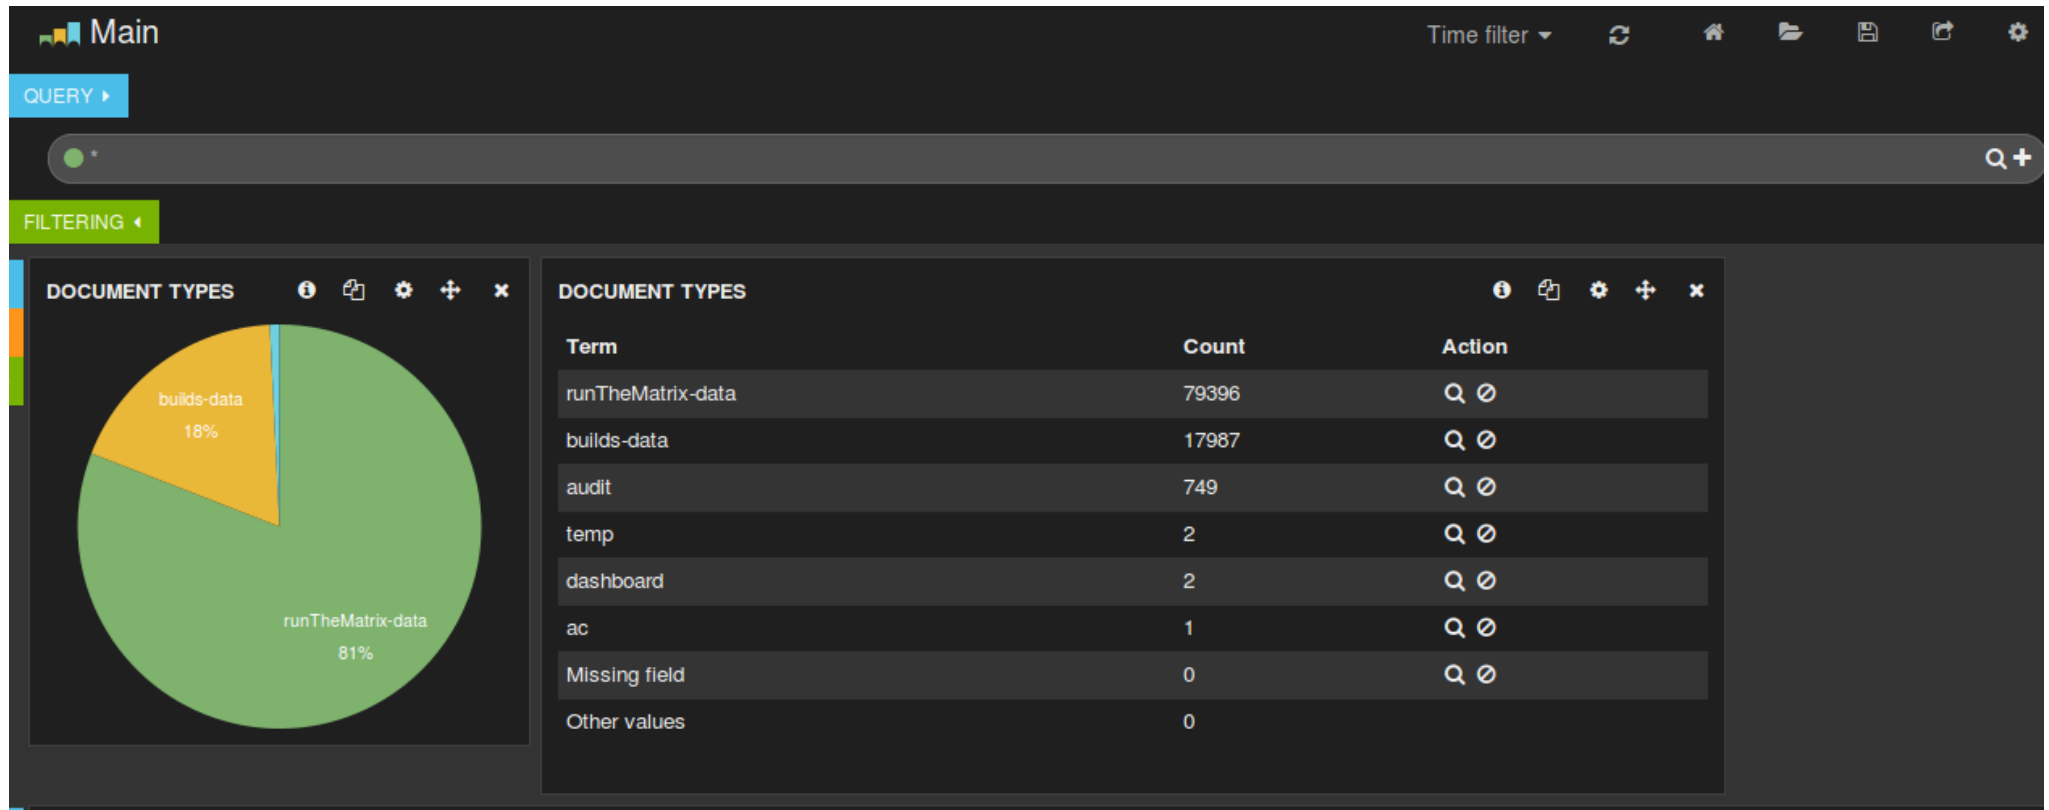 Main
Time filter
QUERY
*
FILTERING
DOCUMENT TYPES
builds-data
18%
runTheMatrix-data
81%
DOCUMENT TYPES
Term Count Action
runTheMatrix-data 79396
builds-data 17987
audit 749
temp 2
dashboard 2
ac 1
Missing field 0
Other values 0